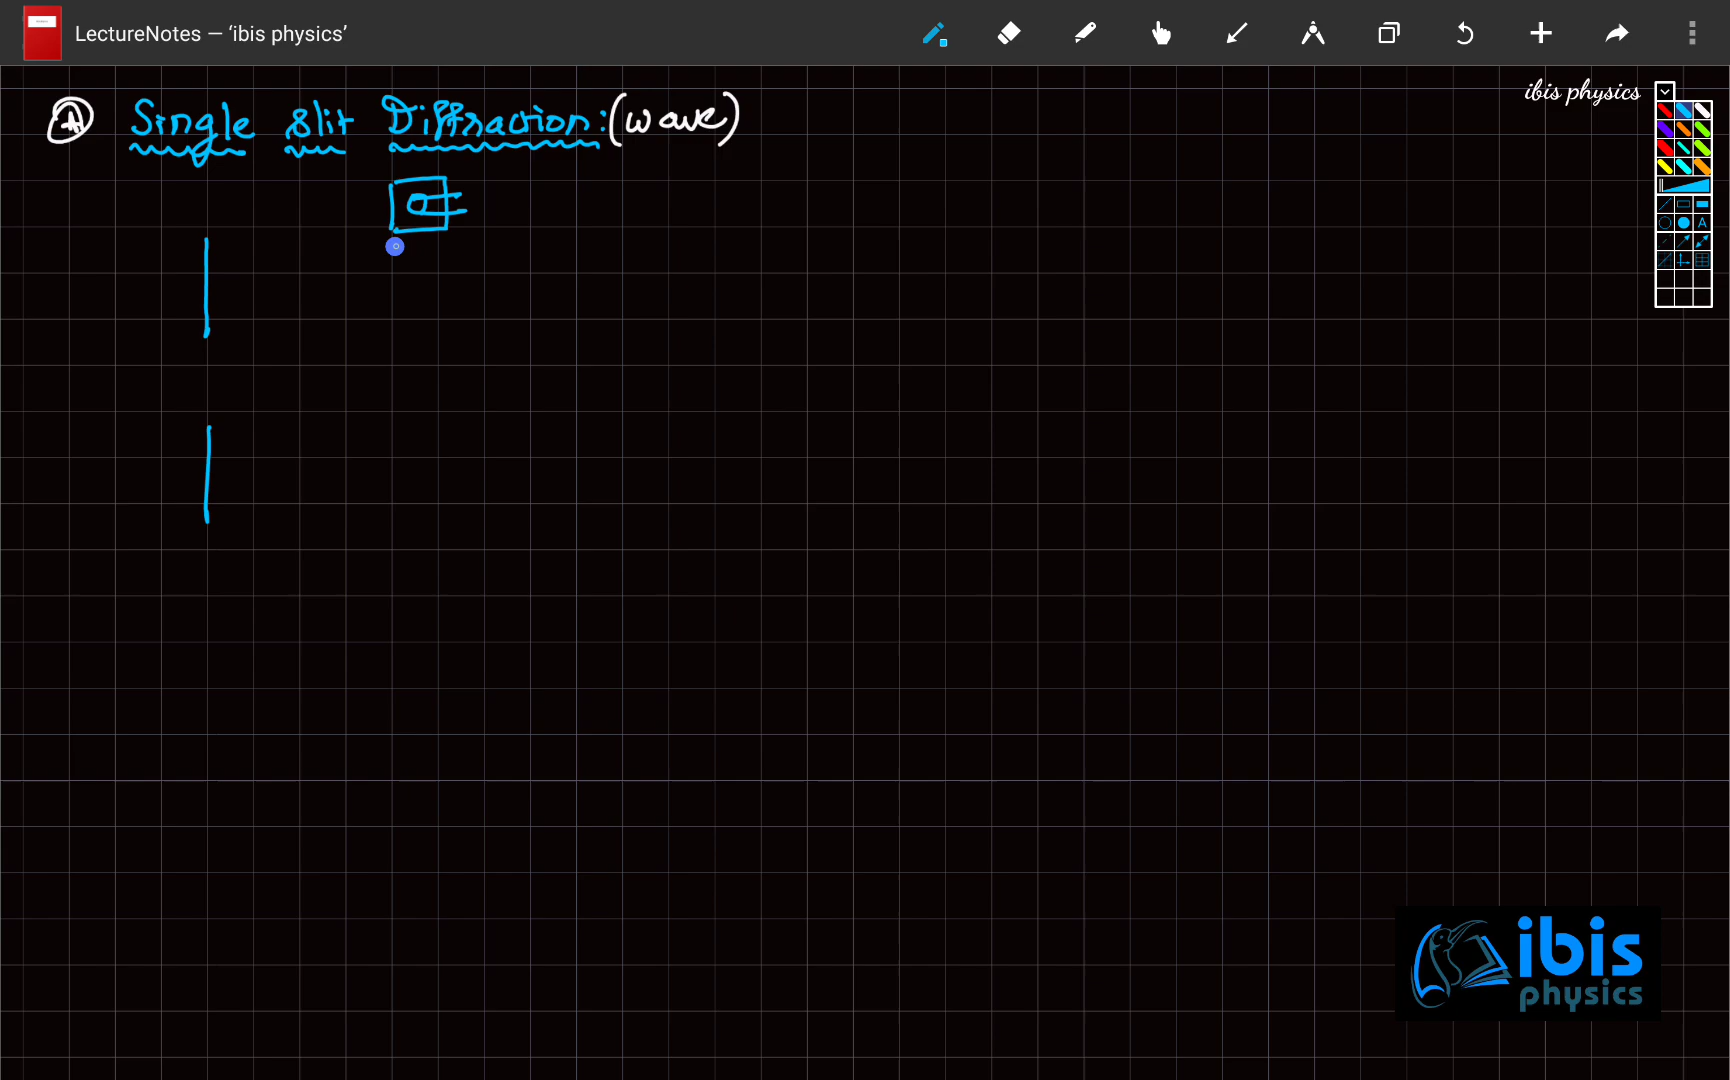 LectureNotes — ‘ibis physics’
ibis physics
A Single Slit Diffraction: (wave)
A
ibis
physics